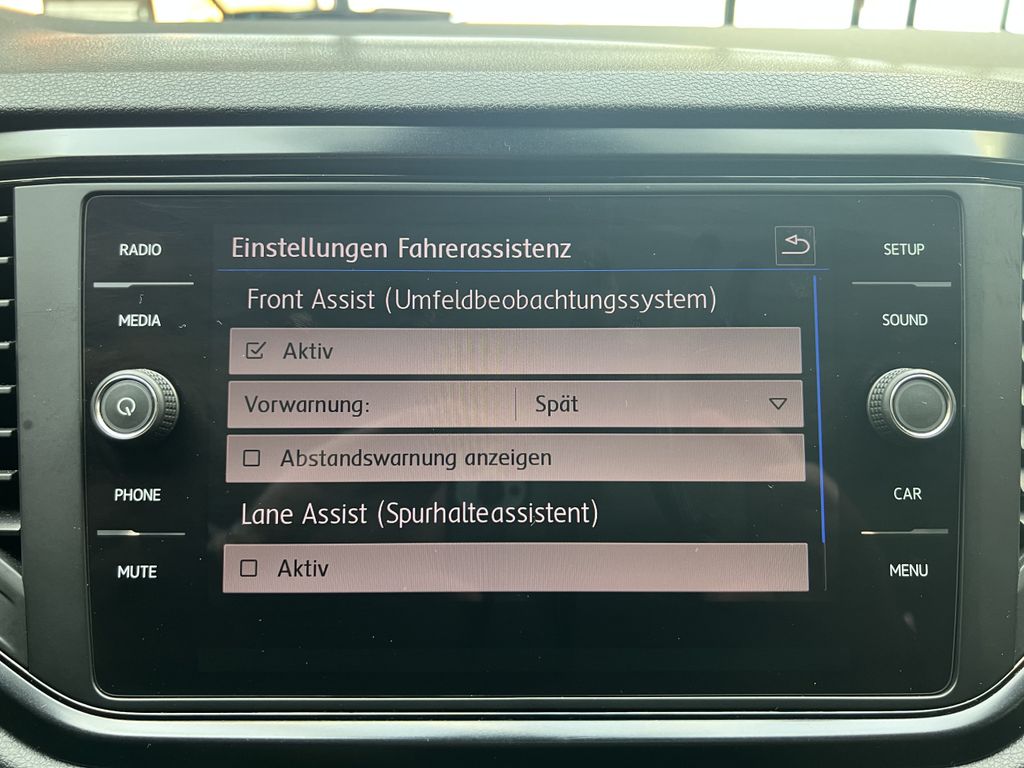 RADIO
MEDIA
PHONE
MUTE
Einstellungen Fahrerassistenz
Front Assist (Umfeldbeobachtungssystem)
Aktiv
Vorwarnung: Spät
Abstandswarnung anzeigen
Lane Assist (Spurhalteassistent)
Aktiv
SETUP
SOUND
CAR
MENU